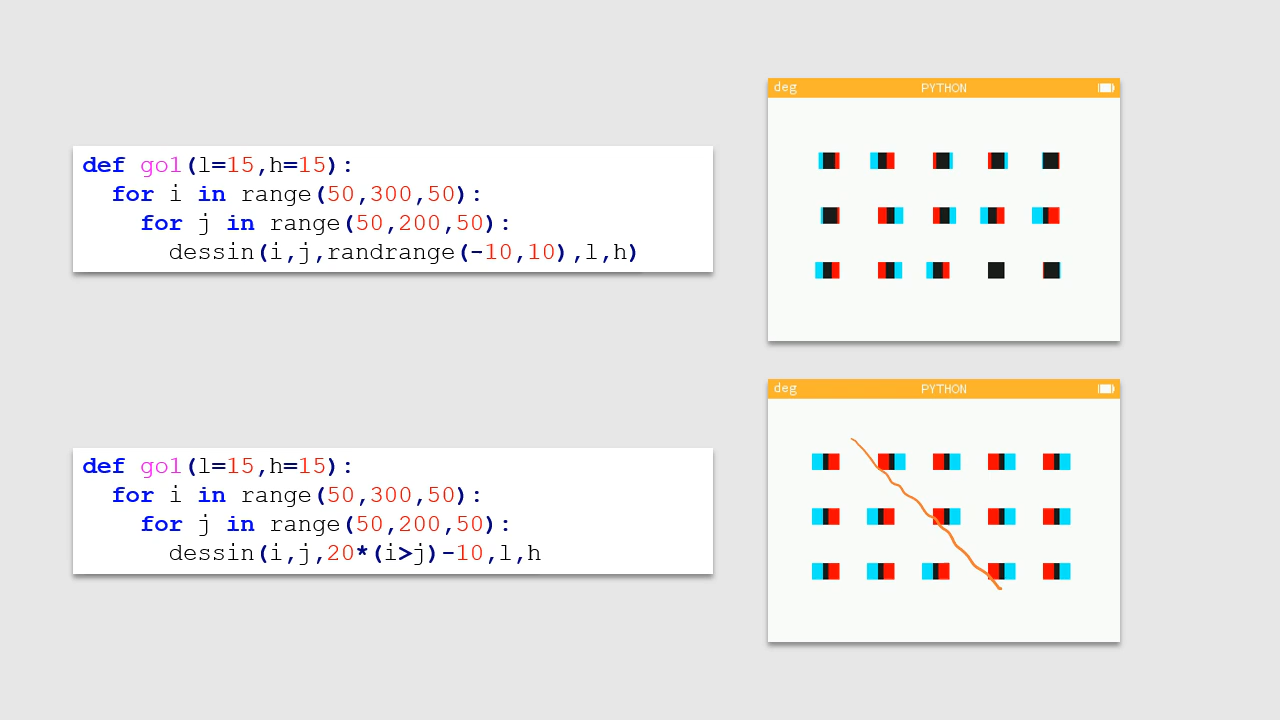 def go1(l=15,h=15):
for i in range(50,300,50):
for j in range(50,200,50):
dessin(i,j,randrange(-10,10),l,h)
deg PYTHON
def go1(l=15,h=15):
for i in range(50,300,50):
for j in range(50,200,50):
dessin(i,j,20*(i>j)-10,l,h
deg PYTHON